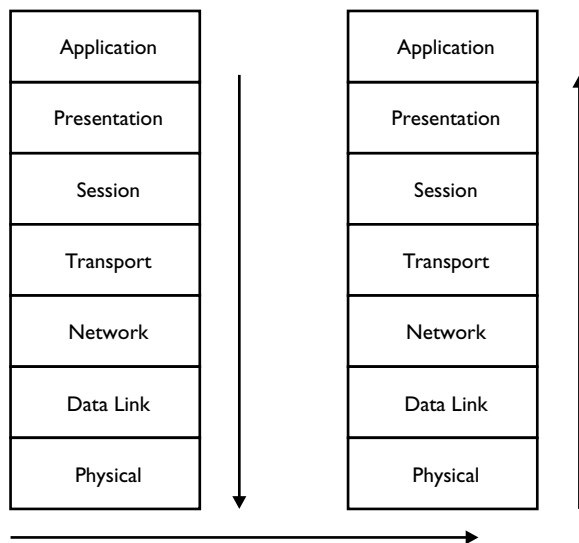 Application
Presentation
Session
Transport
Network
Data Link
Physical
Application
Presentation
Session
Transport
Network
Data Link
Physical